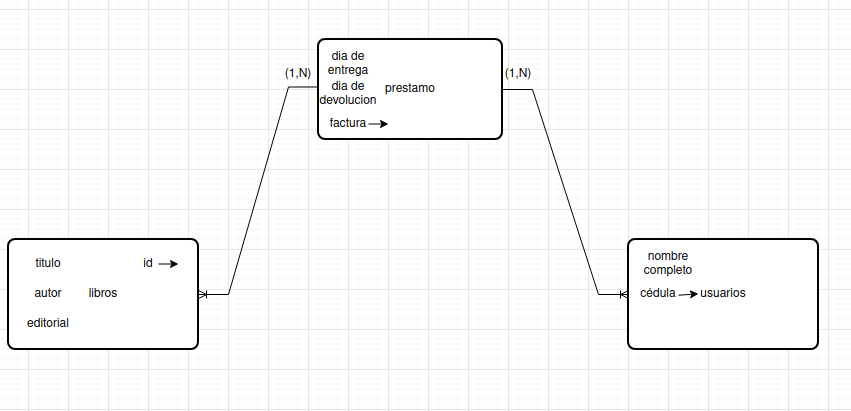 dia de
entrega
(1,N)
(1,N)
dia de
devolucion
prestamo
factura
titulo
id
autor
libros
editorial
nombre
completo
cédula
usuarios